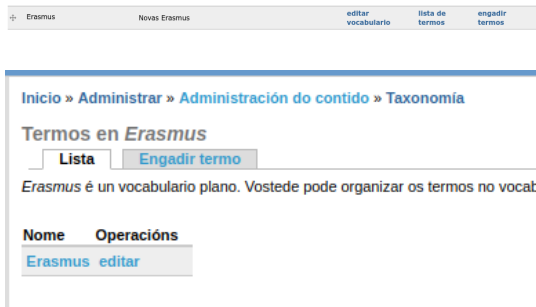 Erasmus Novas Erasmus editar vocabulario lista de termos engadir termos
Inicio » Administrar » Administración do contido » Taxonomía
Termos en Erasmus
Lista Engadir termo
Erasmus é un vocabulario plano. Vostede pode organizar os termos no vocab
Nome Operacións
Erasmus editar